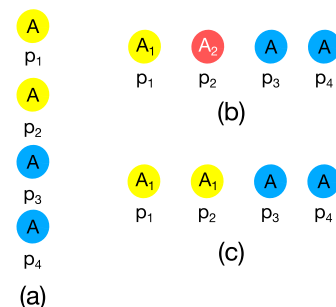 A
p1
A
p2
A
p3
A
p4
(a)
A1 A2 A A
p1 p2 p3 p4
(b)
A1 A1 A A
p1 p2 p3 p4
(c)